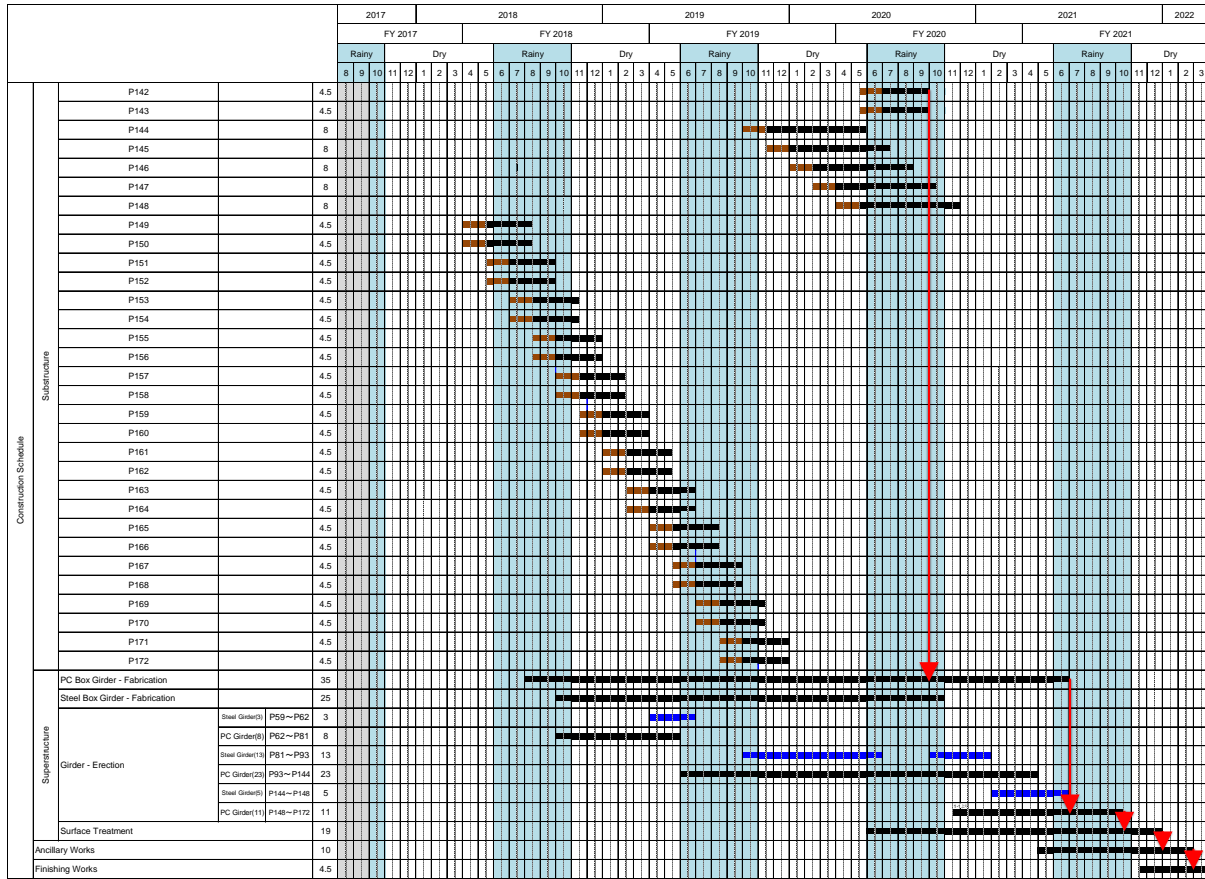 2017 2018 2019 2020 2021 2022
FY 2017 FY 2018 FY 2019 FY 2020 FY 2021
Rainy Dry Rainy Dry Rainy Dry Rainy Dry Rainy Dry
8 9 10 11 12 1 2 3 4 5 6 7 8 9 10 11 12 1 2 3 4 5 6 7 8 9 10 11 12 1 2 3 4 5 6 7 8 9 10 11 12 1 2 3 4 5 6 7 8 9 10 11 12 1 2 3
Construction Schedule
Substructure
P142 4.5
P143 4.5
P144 8
P145 8
P146 8
P147 8
P148 8
P149 4.5
P150 4.5
P151 4.5
P152 4.5
P153 4.5
P154 4.5
P155 4.5
P156 4.5
P157 4.5
P158 4.5
P159 4.5
P160 4.5
P161 4.5
P162 4.5
P163 4.5
P164 4.5
P165 4.5
P166 4.5
P167 4.5
P168 4.5
P169 4.5
P170 4.5
P171 4.5
P172 4.5
Superstructure
PC Box Girder - Fabrication 35
Steel Box Girder - Fabrication 25
Girder - Erection
Steel Girder(3) P59～P62 3
PC Girder(8) P62～P81 8
Steel Girder(13) P81～P93 13
PC Girder(23) P93～P144 23
Steel Girder(5) P144～P148 5
PC Girder(11) P148～P172 11
Surface Treatment 19
Ancillary Works 10
Finishing Works 4.5